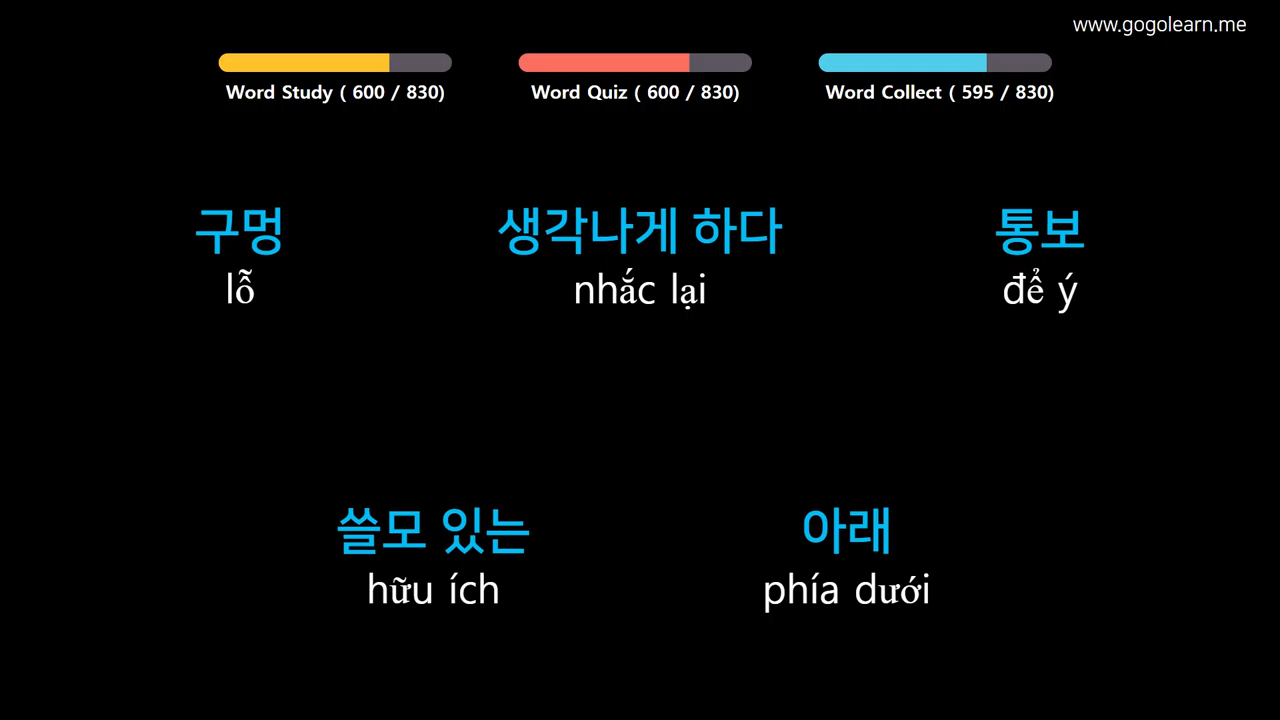 www.gogolearn.me
Word Study ( 600 / 830)
Word Quiz ( 600 / 830)
Word Collect ( 595 / 830)
구멍
lỗ
생각나게 하다
nhắc lại
통보
để ý
쓸모 있는
hữu ích
아래
phía dưới